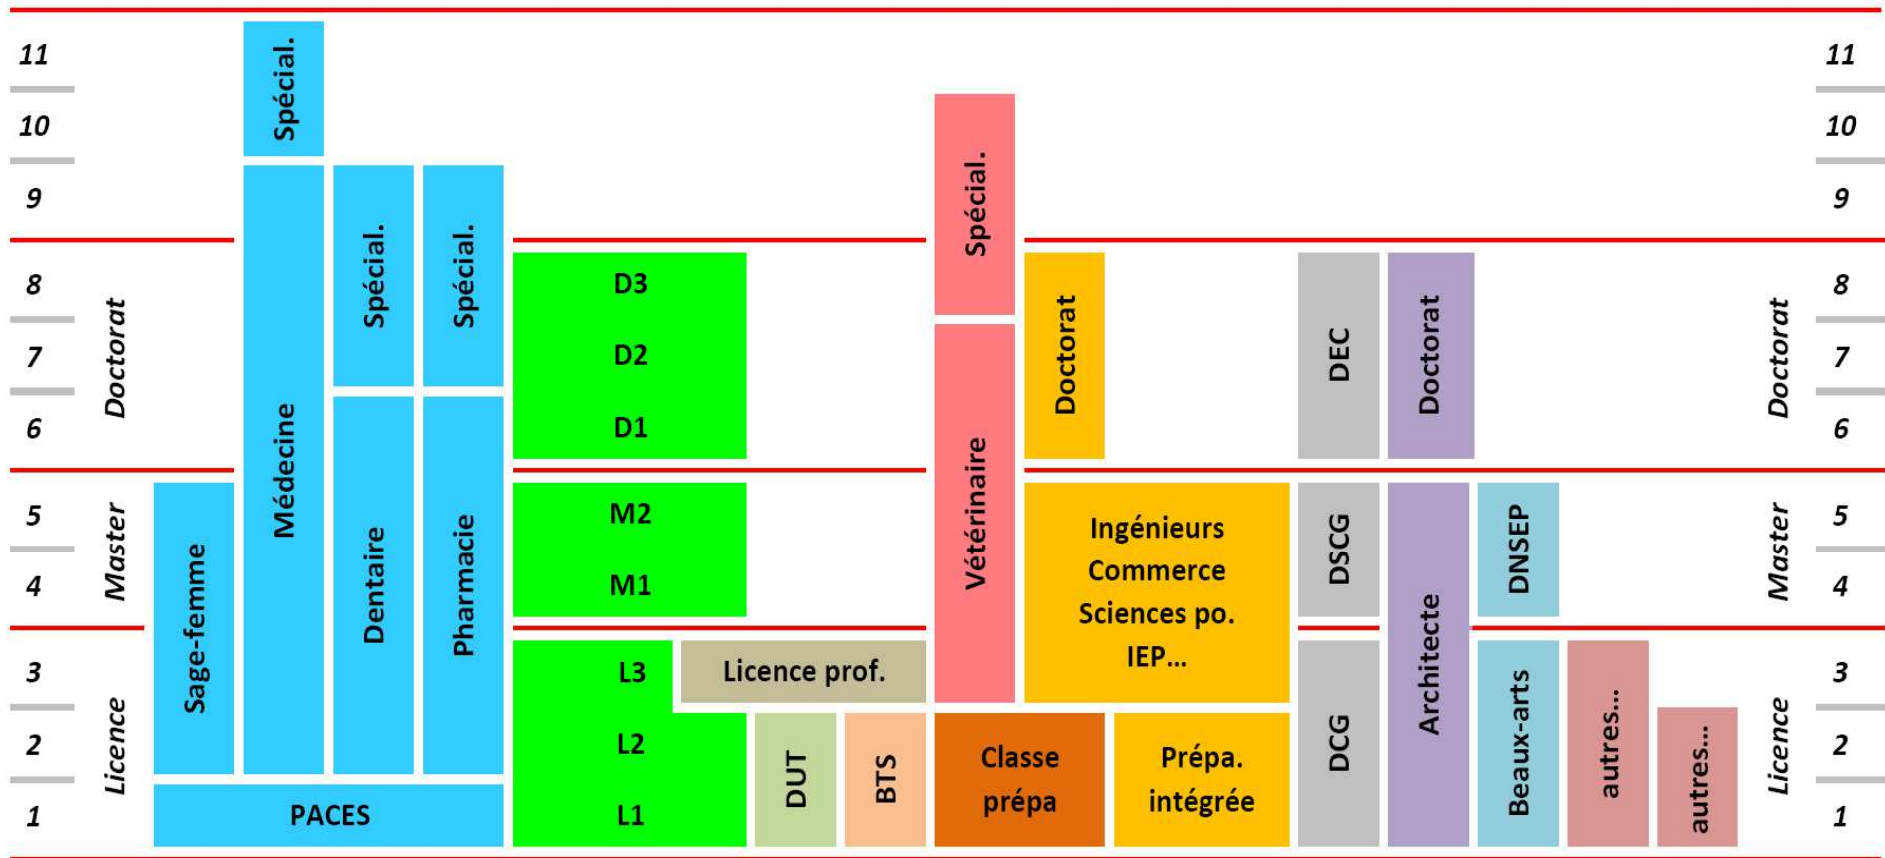 11
Spécial.
11
10
10
9
Spécial.
Spécial.
Spécial.
9
8
D3
8
Doctorat
Médecine
D2
Doctorat
DEC
Doctorat
Doctorat
7
7
6
D1
6
5
M2
Vétérinaire
Ingénieurs
Commerce
Sciences po.
IEP...
DSCG
DNSEP
5
Master
Sage-femme
Dentaire
Pharmacie
M1
Architecte
Master
4
4
3
L3
Licence prof.
3
Licence
L2
DUT
BTS
Classe
prépa
Prépa.
intégrée
DCG
Beaux-arts
autres...
autres...
Licence
2
2
1
PACES
L1
1